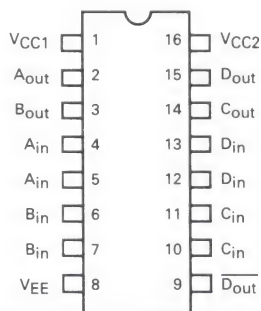 VCC1 1 16 VCC2
Aout 2 15 Dout
Bout 3 14 Cout
Ain 4 13 Din
Ain 5 12 Din
Bin 6 11 Cin
Bin 7 10 Cin
VEE 8 9 D̅o̅u̅t̅